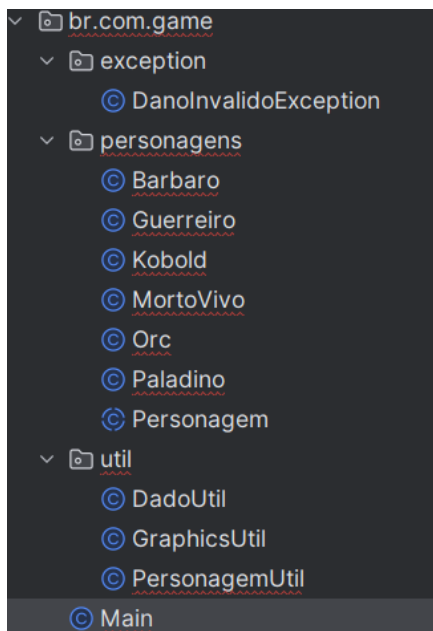 br.com.game
exception
DanoInvalidoException
personagens
Barbaro
Guerreiro
Kobold
MortoVivo
Orc
Paladino
Personagem
util
DadoUtil
GraphicsUtil
PersonagemUtil
Main